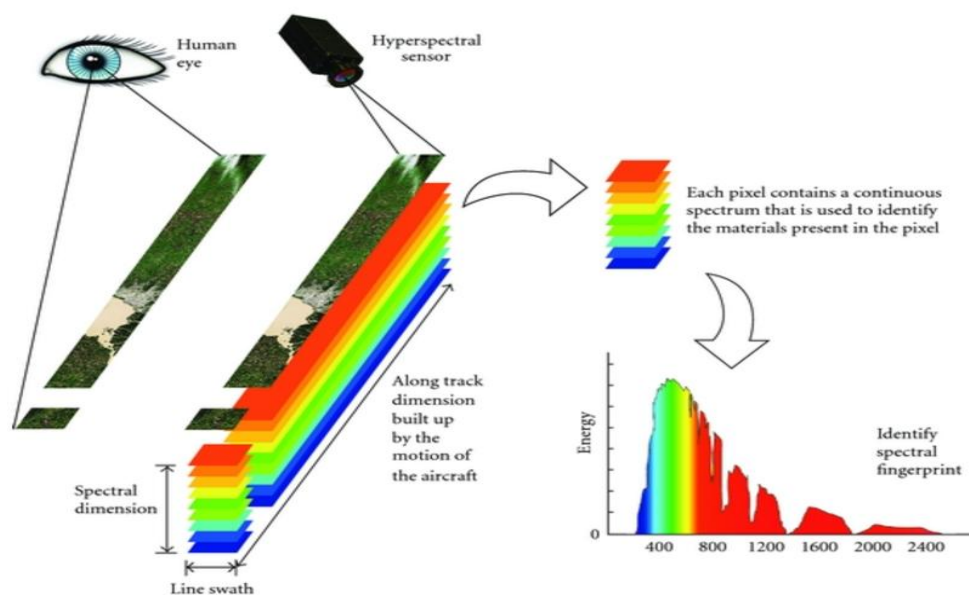 Human
eye
Hyperspectral
sensor
Each pixel contains a continuous
spectrum that is used to identify
the materials present in the pixel
Along track
dimension
built up
by the
motion of
the aircraft
Spectral
dimension
Line swath
Energy
0
400 800 1200 1600 2000 2400
Identify
spectral
fingerprint